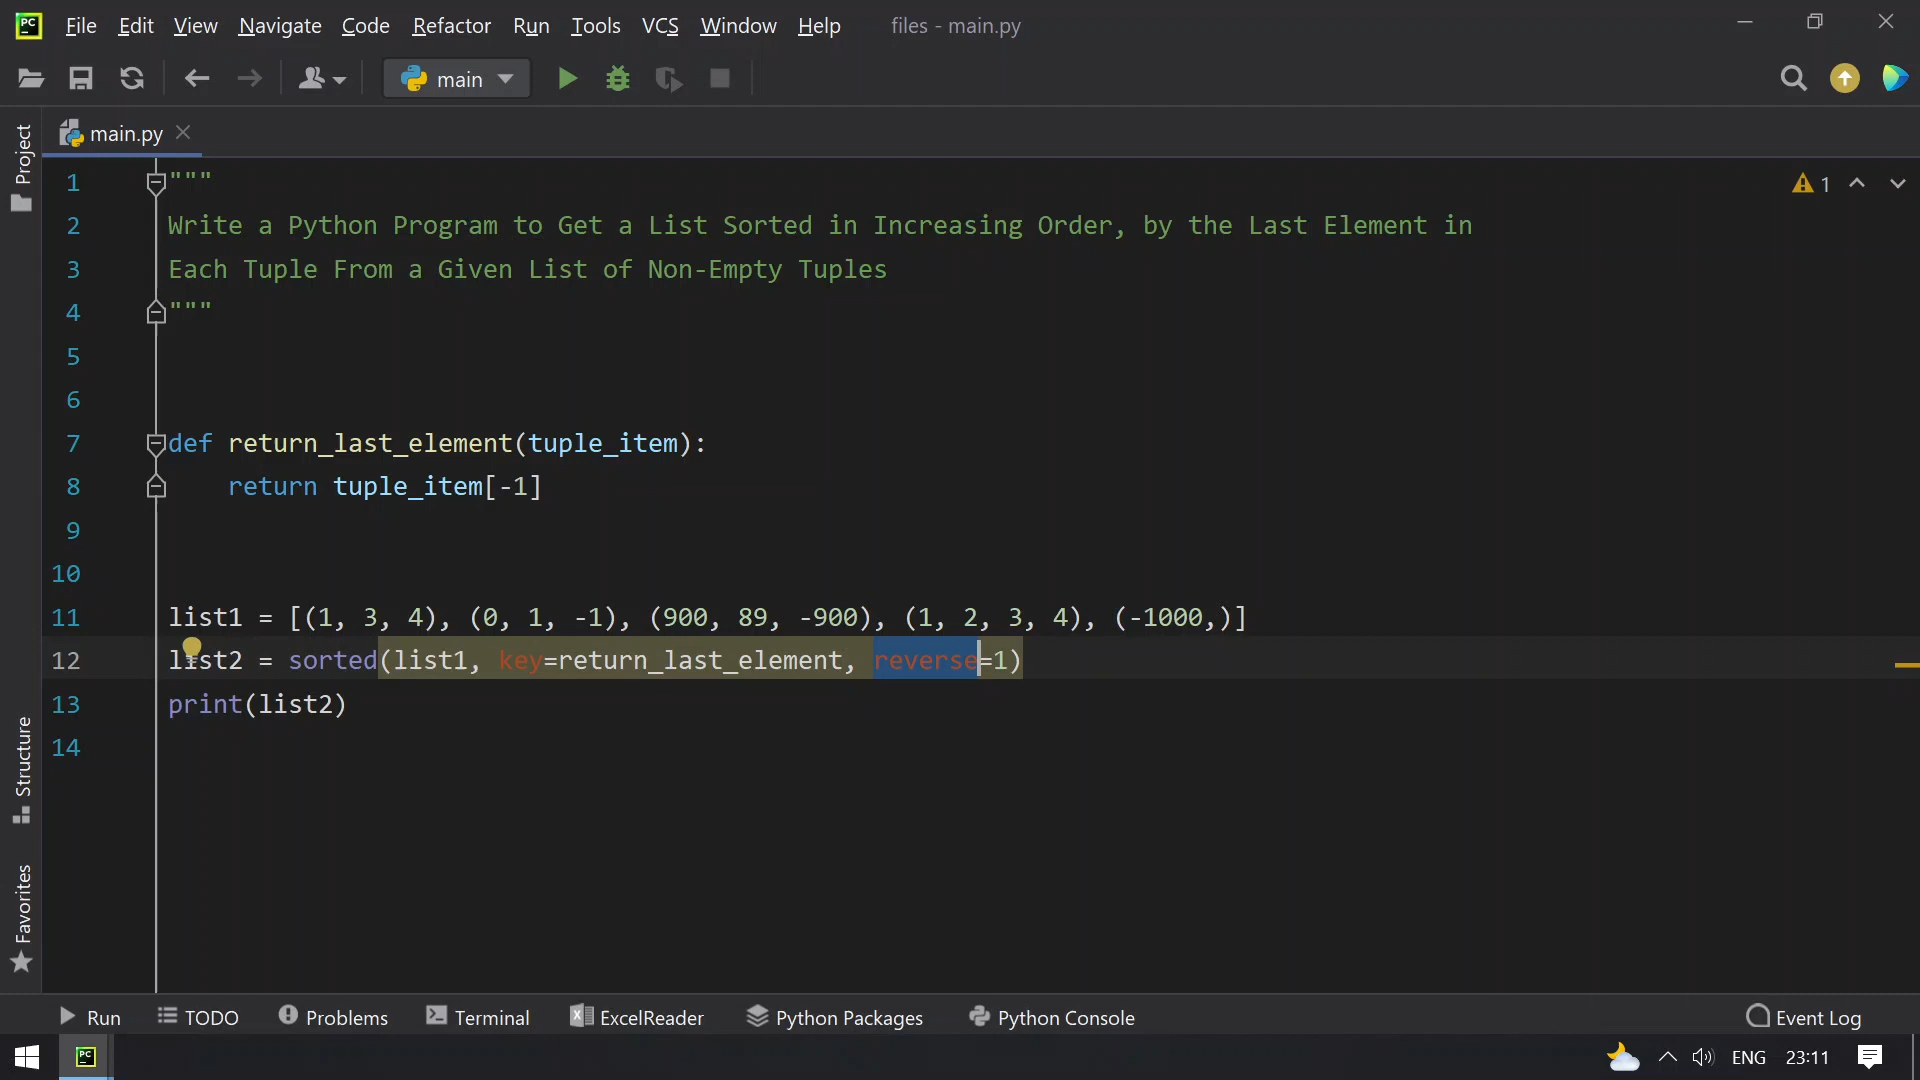 PC
File Edit View Navigate Code Refactor Run Tools VCS Window Help files - main.py
main
main.py
Project
1 """
1
2 Write a Python Program to Get a List Sorted in Increasing Order, by the Last Element in
3 Each Tuple From a Given List of Non-Empty Tuples
4 """
5
6
7 def return_last_element(tuple_item):
8 return tuple_item[-1]
9
10
11 list1 = [(1, 3, 4), (0, 1, -1), (900, 89, -900), (1, 2, 3, 4), (-1000,)]
12 list2 = sorted(list1, key=return_last_element, reverse=1)
13 print(list2)
14
Structure
Favorites
Run TODO Problems Terminal ExcelReader Python Packages Python Console Event Log
PC ENG 23:11